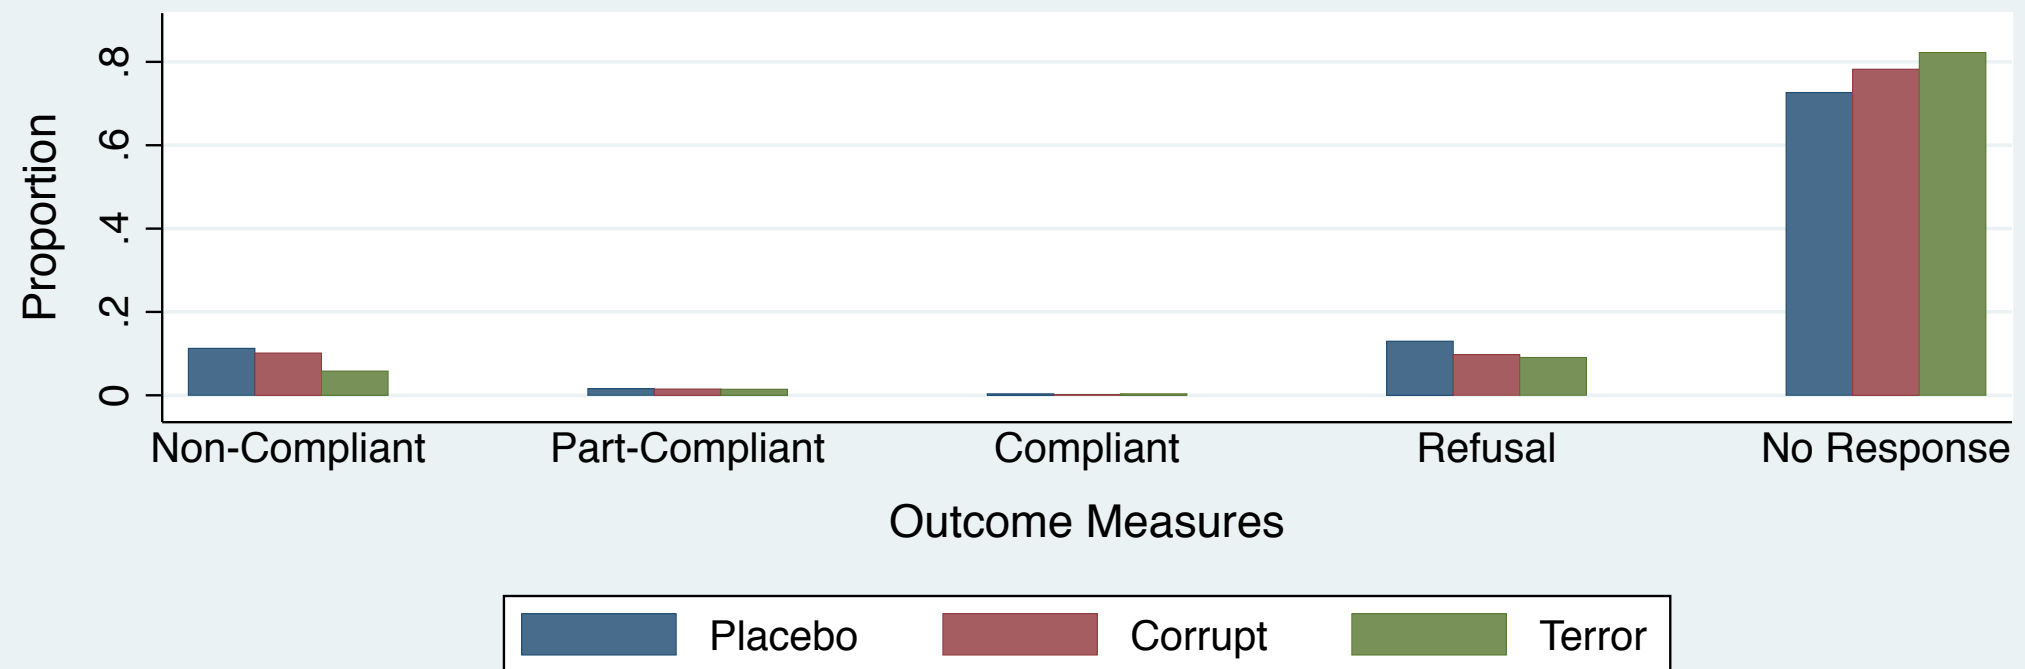 Proportion
.8
.6
.4
.2
0
Non-Compliant Part-Compliant Compliant Refusal No Response
Outcome Measures
Placebo Corrupt Terror